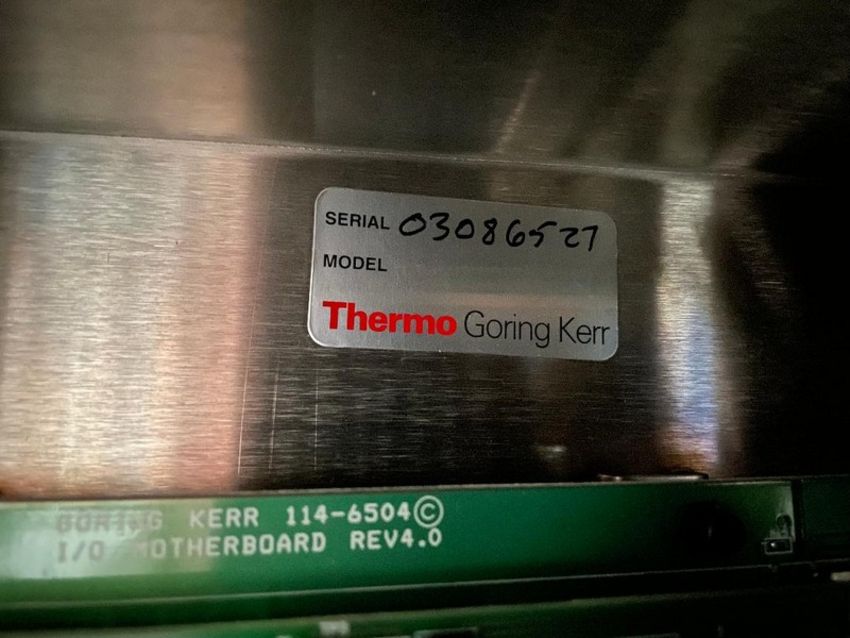 SERIAL 03086527
MODEL
Thermo Goring Kerr
GORING KERR 114-6504©
I/O MOTHERBOARD REV4.0